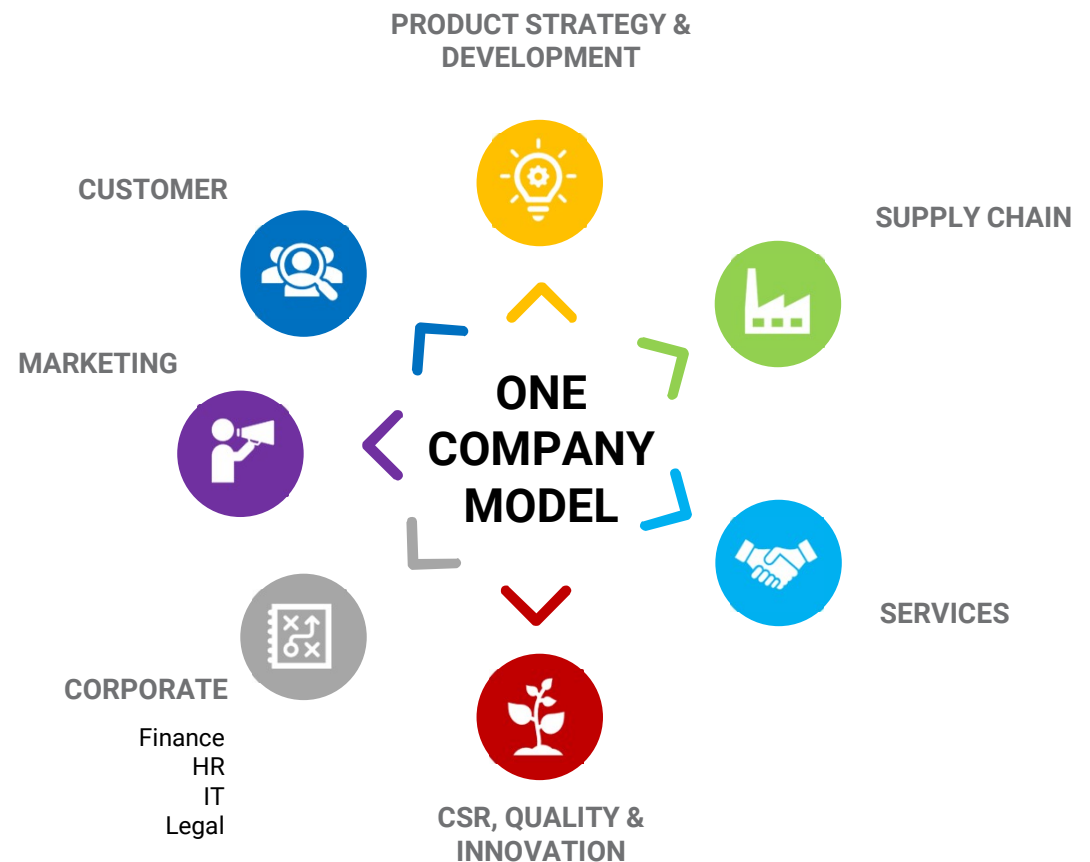 PRODUCT STRATEGY &
DEVELOPMENT
CUSTOMER
SUPPLY CHAIN
MARKETING
ONE
COMPANY
MODEL
SERVICES
CORPORATE
Finance
HR
IT
Legal
CSR, QUALITY &
INNOVATION